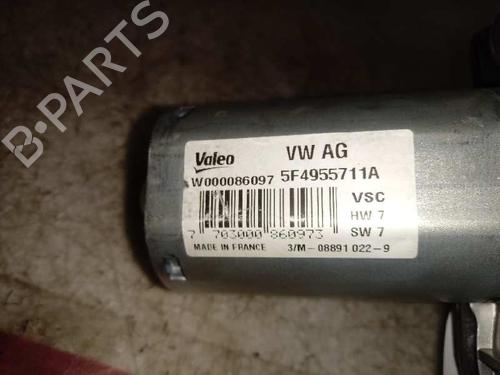 Valeo VW AG
W000086097 5F4955711A
VSC
HW 7
7 703000 860973 SW 7
MADE IN FRANCE 3/M-08891 022-9
B-PARTS